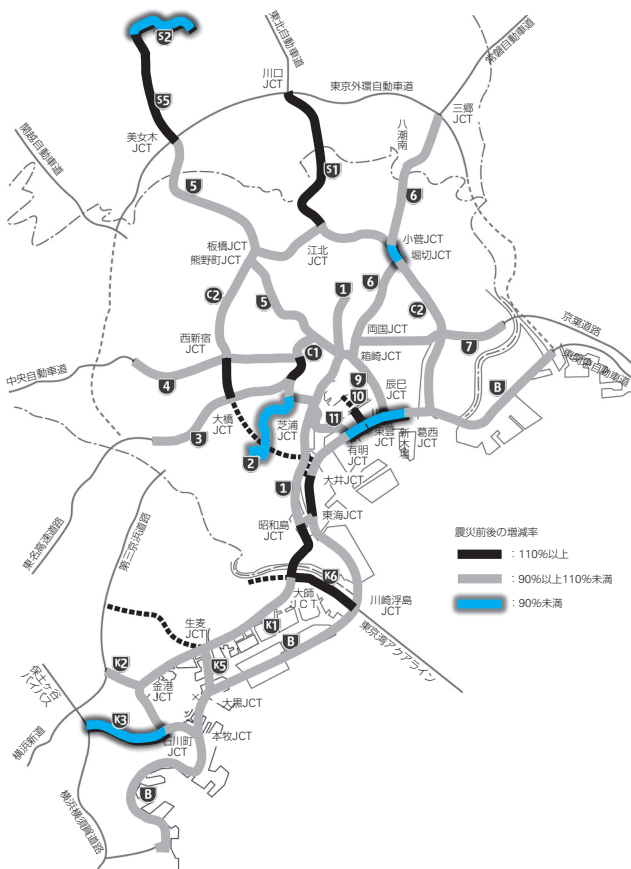 東北自動車道
常磐自動車道
S2
川口
JCT
東京外環自動車道
三郷
JCT
S5
八潮南
関越自動車道
美女木
JCT
S1
5
6
小菅JCT
堀切JCT
板橋JCT
熊野町JCT
江北
JCT
C2
5
1
6
C2
両国JCT
京葉道路
西新宿
JCT
C1
箱崎JCT
7
東関東自動車道
中央自動車道
4
9
10
辰巳
JCT
B
大橋
JCT
3
芝浦
JCT
11
東雲
JCT
新木場
葛西
JCT
有明
JCT
2
大井JCT
1
東名高速道路
第三京浜道路
昭和島
JCT
東海JCT
震災前後の増減率
:110%以上
:90%以上110%未満
:90%未満
K6
大師
JCT
川崎浮島
JCT
生麦
JCT
K1
B
東京湾アクアライン
K2
K5
保土ヶ谷
バイパス
金港
JCT
大黒JCT
K3
石川町
JCT
本牧JCT
横浜新道
B
横浜横須賀道路